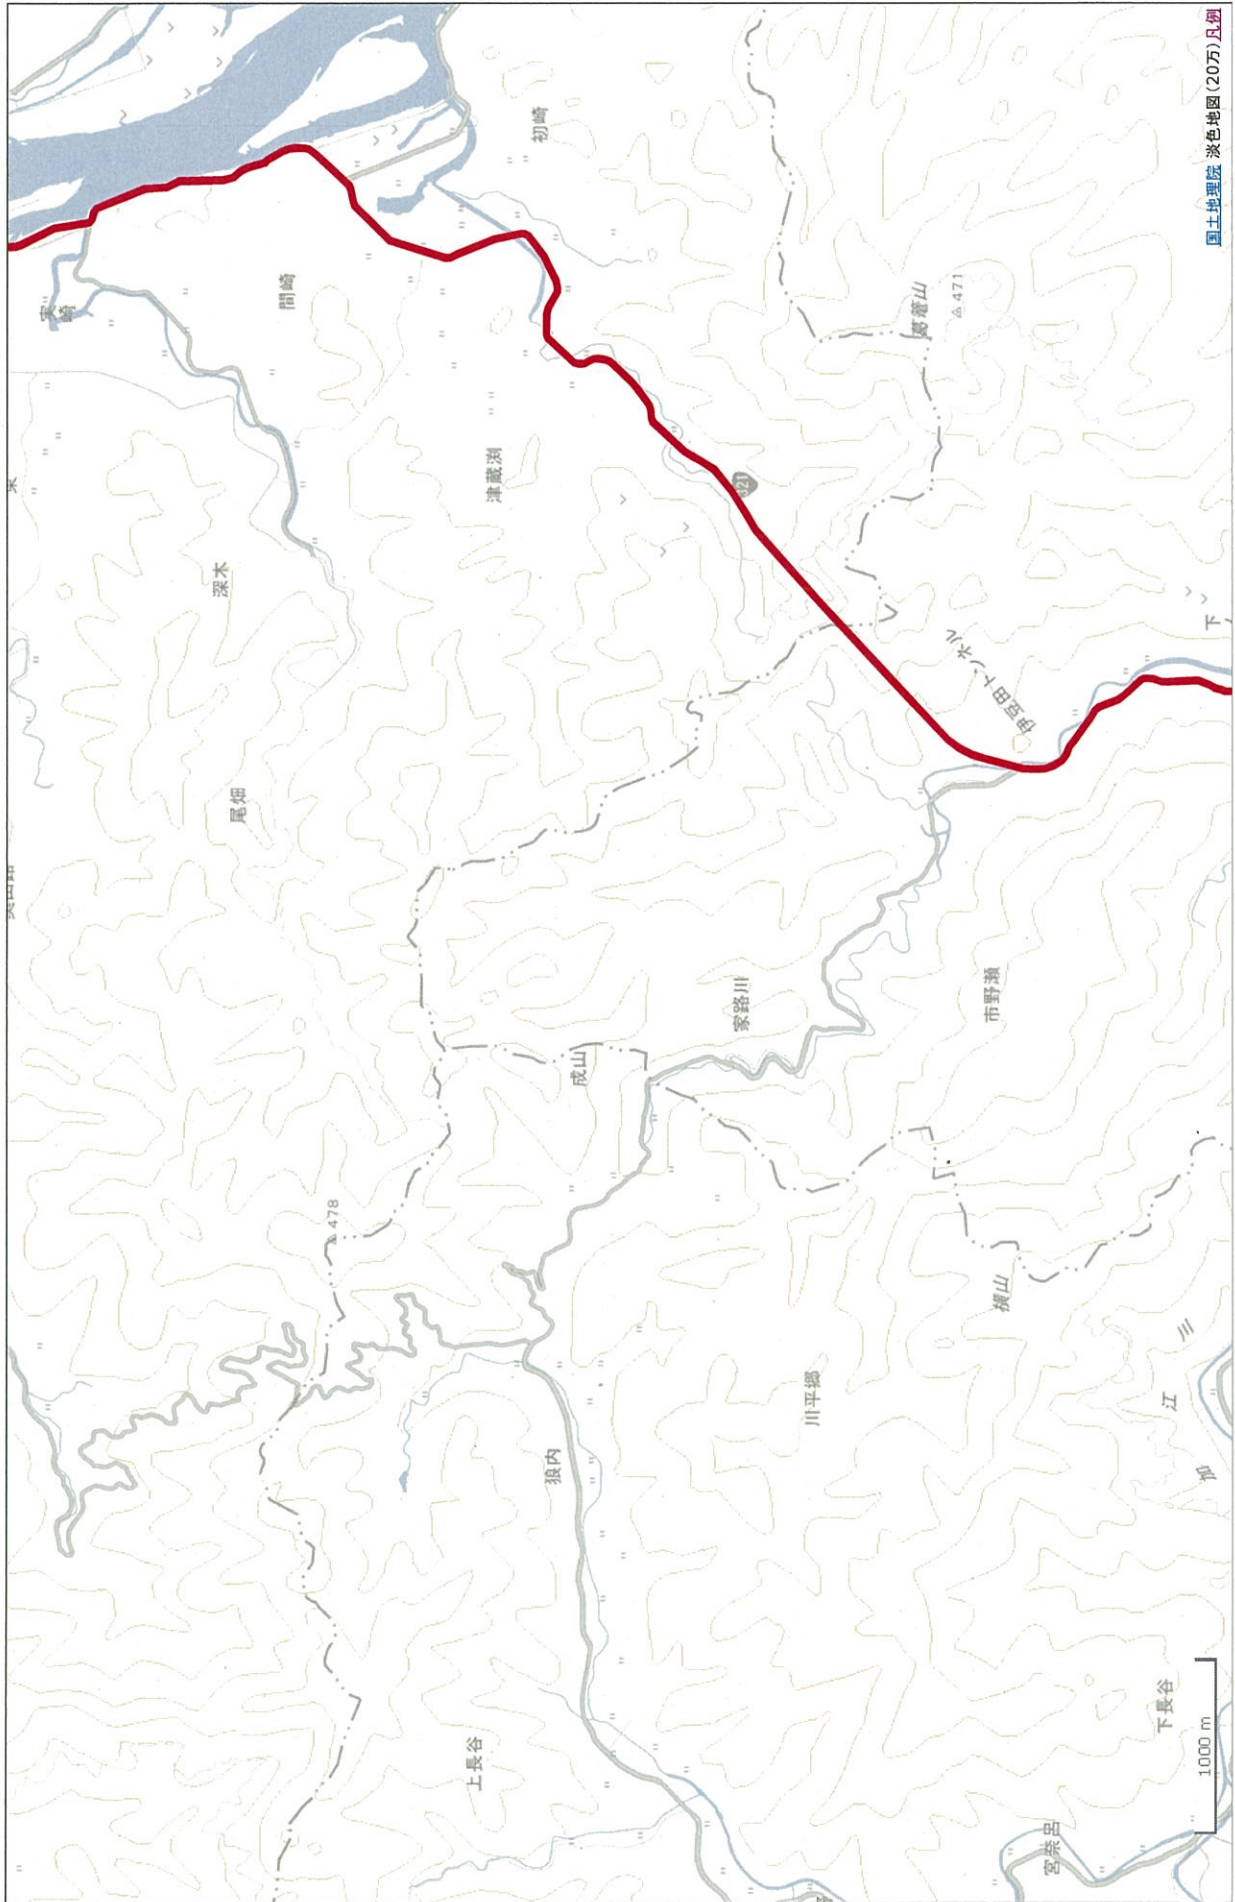 国土地理院 淡色地図(20万) 凡例
初崎
実崎
間崎
葛籠山
471
津蔵渕
321
深木
伊豆田トンネル
下
尾畑
家路川
市野瀬
成山
478
横山
川平郷
狼内
加江川
上長谷
下長谷
宮奈呂
1000 m